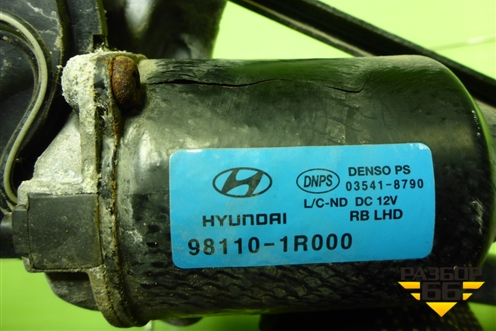 DNPS
DENSO PS
03541-8790
L/C-ND DC 12V
HYUNDAI
RB LHD
98110-1R000
РАЗБОР
66